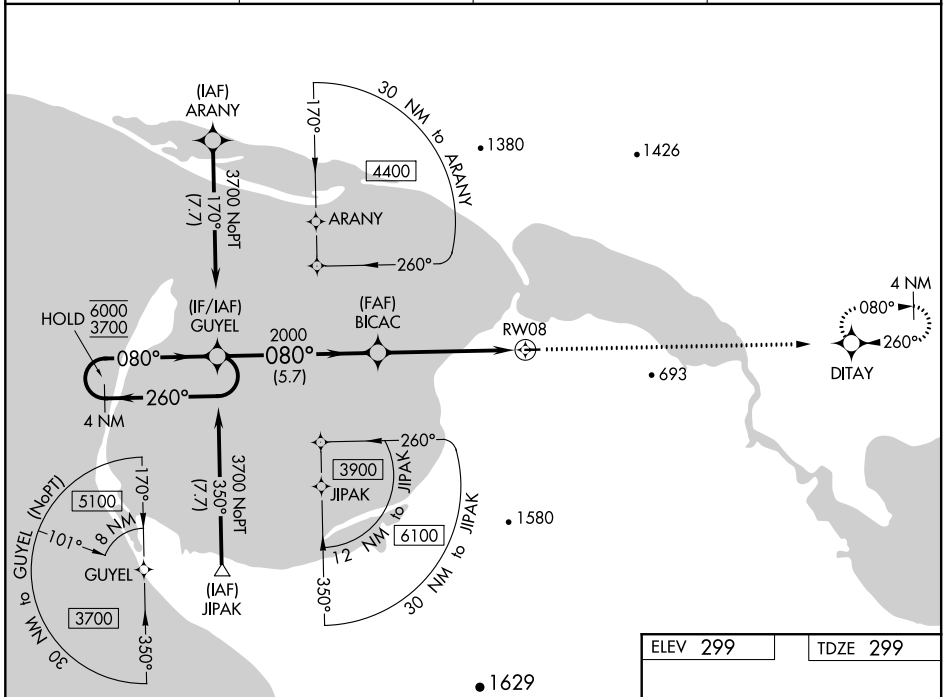 (IAF)
ARANY
3700 NoPT
170°
(7.7)
30 NM to ARANY
170°
4400
ARANY
260°
1380
1426
HOLD
6000
3700
(IF/IAF)
GUYEL
080°
260°
4 NM
2000
080°
(5.7)
(FAF)
BICAC
RW08
4 NM
080°
260°
DITAY
693
3700 NoPT
350°
(7.7)
(IAF)
JIPAK
260°
3900
JIPAK
12 NM to JIPAK
6100
30 NM to JIPAK
350°
1580
30 NM to GUYEL (NoPT)
170°
5100
8 NM
101°
GUYEL
3700
350°
1629
ELEV 299
TDZE 299